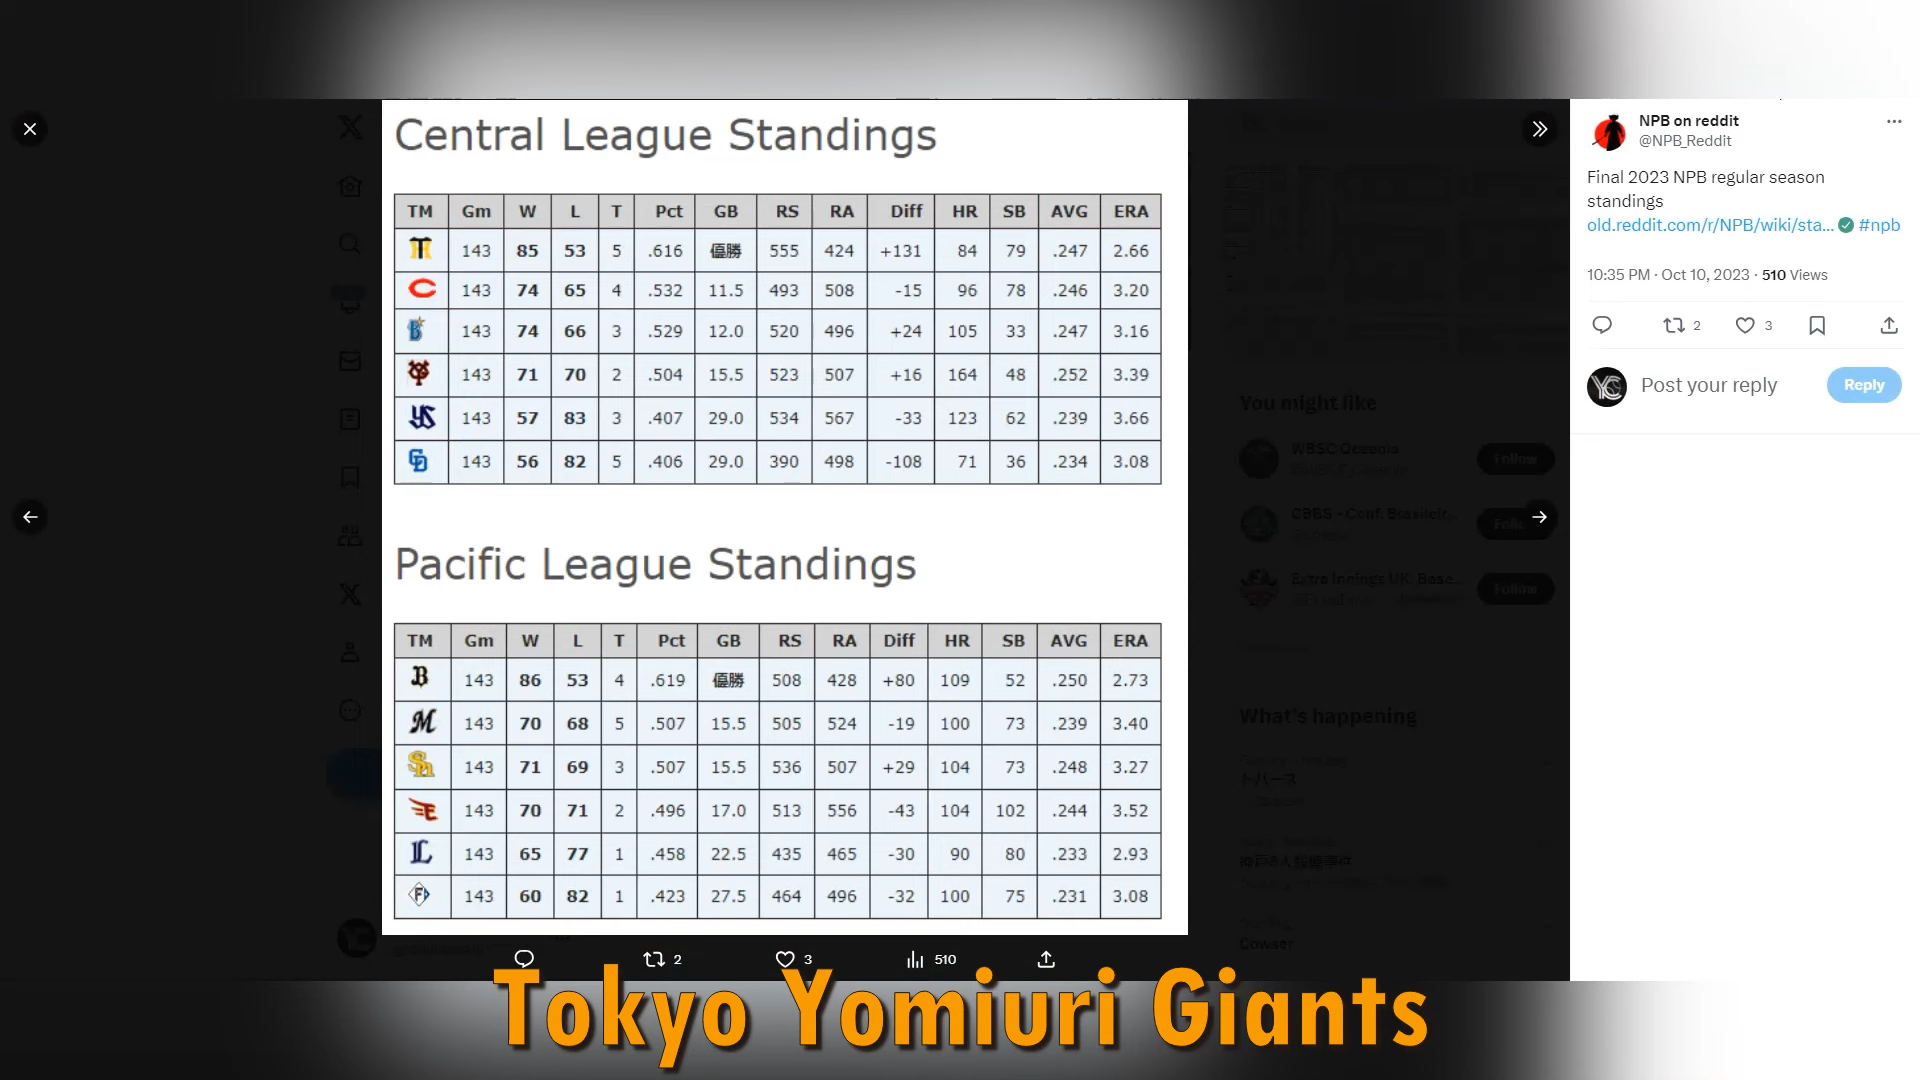 Central League Standings
TM Gm W L T Pct GB RS RA Diff HR SB AVG ERA
143 85 53 5 .616 優勝 555 424 +131 84 79 .247 2.66
143 74 65 4 .532 11.5 493 508 -15 96 78 .246 3.20
143 74 66 3 .529 12.0 520 496 +24 105 33 .247 3.16
143 71 70 2 .504 15.5 523 507 +16 164 48 .252 3.39
143 57 83 3 .407 29.0 534 567 -33 123 62 .239 3.66
143 56 82 5 .406 29.0 390 498 -108 71 36 .234 3.08
Pacific League Standings
TM Gm W L T Pct GB RS RA Diff HR SB AVG ERA
B 143 86 53 4 .619 優勝 508 428 +80 109 52 .250 2.73
M 143 70 68 5 .507 15.5 505 524 -19 100 73 .239 3.40
143 71 69 3 .507 15.5 536 507 +29 104 73 .248 3.27
E 143 70 71 2 .496 17.0 513 556 -43 104 102 .244 3.52
L 143 65 77 1 .458 22.5 435 465 -30 90 80 .233 2.93
F 143 60 82 1 .423 27.5 464 496 -32 100 75 .231 3.08
2 3 510
Tokyo Yomiuri Giants
NPB on reddit
@NPB_Reddit
Final 2023 NPB regular season
standings
old.reddit.com/r/NPB/wiki/sta... #npb
10:35 PM · Oct 10, 2023 · 510 Views
2 3
Post your reply
Reply
You might like
WBSC Oceania
Follow
Follow
Follow
What's happening
Cowser